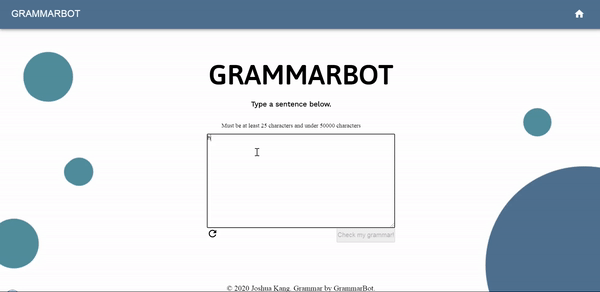 GRAMMARBOT
GRAMMARBOT
Type a sentence below.
Must be at least 25 characters and under 50000 characters
Check my grammar!
© 2020 Joshua Kang. Grammar by GrammarBot.